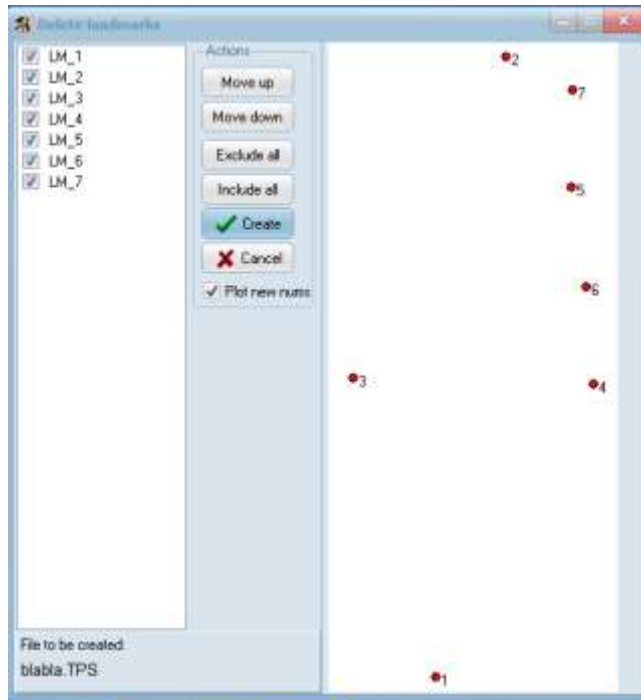 Delete landmarks
LM_1
LM_2
LM_3
LM_4
LM_5
LM_6
LM_7
Actions
Move up
Move down
Exclude all
Include all
Create
Cancel
Plot new nums
2
7
5
6
3
4
1
File to be created:
blabla.TPS